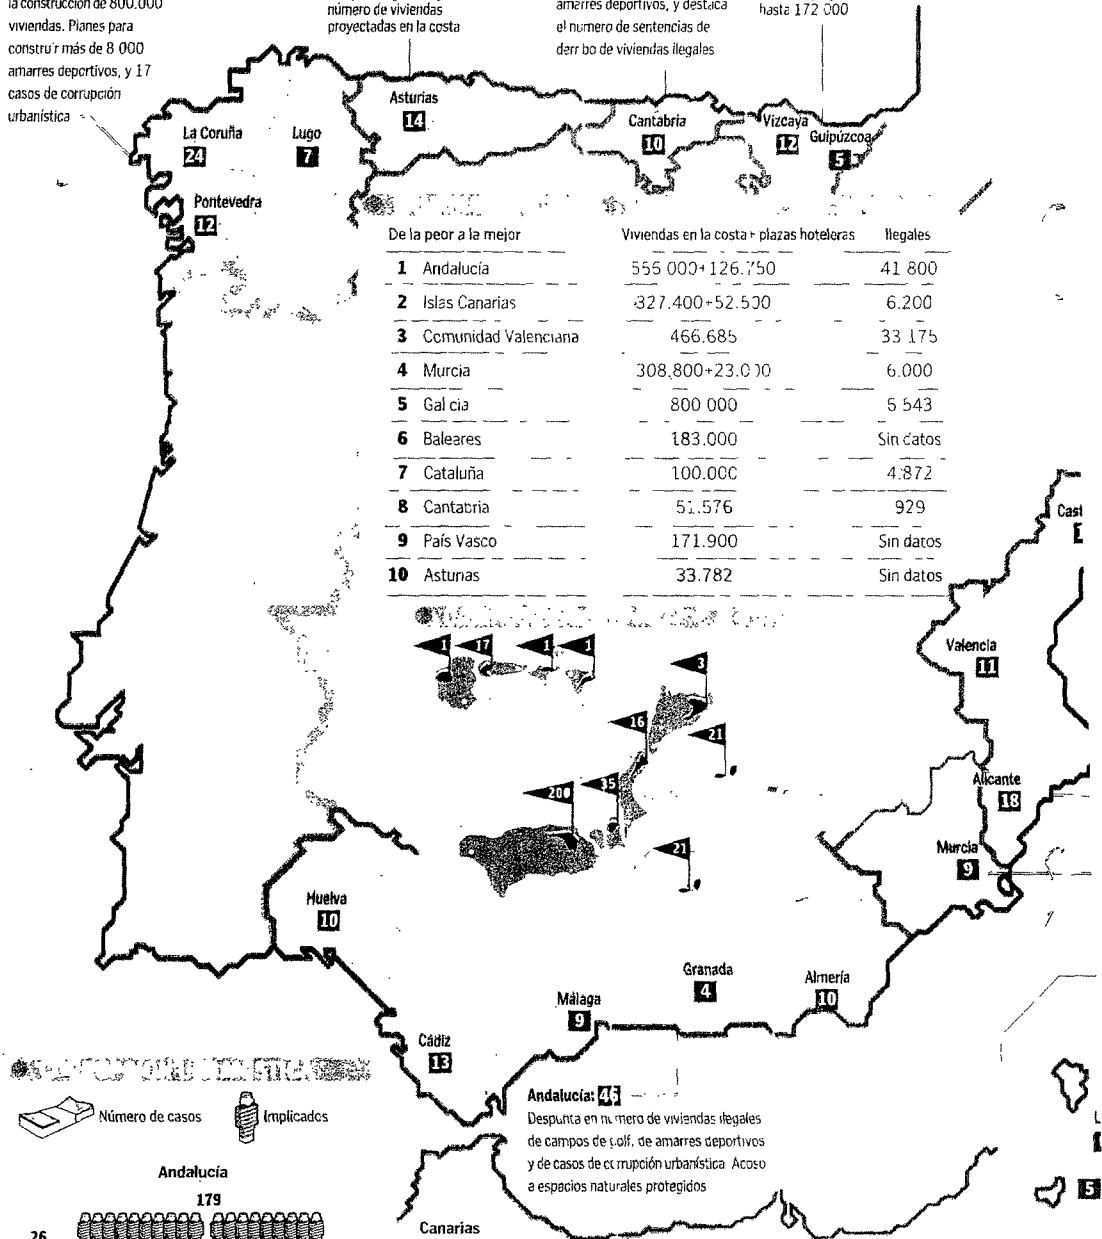 la construcción de 800.000
viviendas. Planes para
construir más de 8 000
amarres deportivos, y 17
casos de corrupción
urbanística
número de viviendas
proyectadas en la costa
amarres deportivos, y destaca
el numero de sentencias de
derribo de viviendas ilegales
hasta 172 000
La Coruña
24
Lugo
7
Pontevedra
12
Asturias
14
Cantabria
10
Vizcaya
12
Guipúzcoa
5
De la peor a la mejor Viviendas en la costa + plazas hoteleras Ilegales
1 Andalucía 555 000+126.750 41 800
2 Islas Canarias 327.400+52.500 6.200
3 Comunidad Valenciana 466.685 33 175
4 Murcia 308,800+23.000 6.000
5 Galicia 800 000 5 543
6 Baleares 183.000 Sin datos
7 Cataluña 100.000 4.872
8 Cantabria 51.576 929
9 País Vasco 171.900 Sin datos
10 Asturias 33.782 Sin datos
1 17 1 1
3
16
21
200
35
21
Cast
Valencia
11
Alicante
18
Murcia
9
Huelva
10
Cádiz
13
Málaga
9
Granada
4
Almería
10
Andalucía: 46
Despunta en numero de viviendas ilegales
de campos de golf, de amarres deportivos
y de casos de corrupción urbanística Acoso
a espacios naturales protegidos
Número de casos
Implicados
Andalucía
179
26
Canarias
5